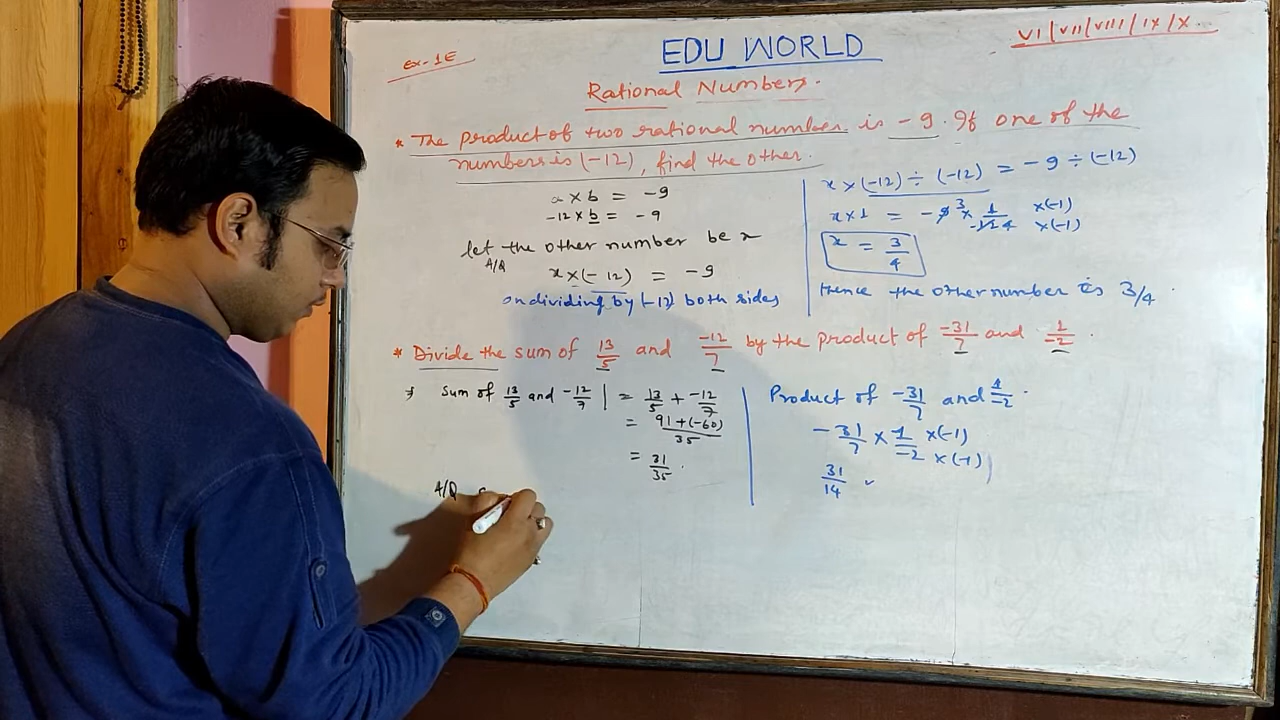 Ex-1E
EDU WORLD
VI/VII/VIII/IX/X
Rational Numbers.
* The product of two rational number is -9. If one of the
numbers is (-12), find the other.
a × b = -9
-12 × b = -9
let the other number be x
A/Q
x × (-12) = -9
on dividing by (-12) both sides
x × (-12) ÷ (-12) = -9 ÷ (-12)
x × 1 = -9 3 × 1/-12 4 ×(-1) ×(-1)
x = 3/4
Hence the other number is 3/4.
* Divide the sum of 13/5 and -12/7 by the product of -31/7 and 1/-2.
Sum of 13/5 and -12/7 = 13/5 + -12/7
= 91+(-60)/35
= 31/35.
Product of -31/7 and 1/-2.
-31/7 × 1/-2 ×(-1) ×(-1)
31/14
A/Q